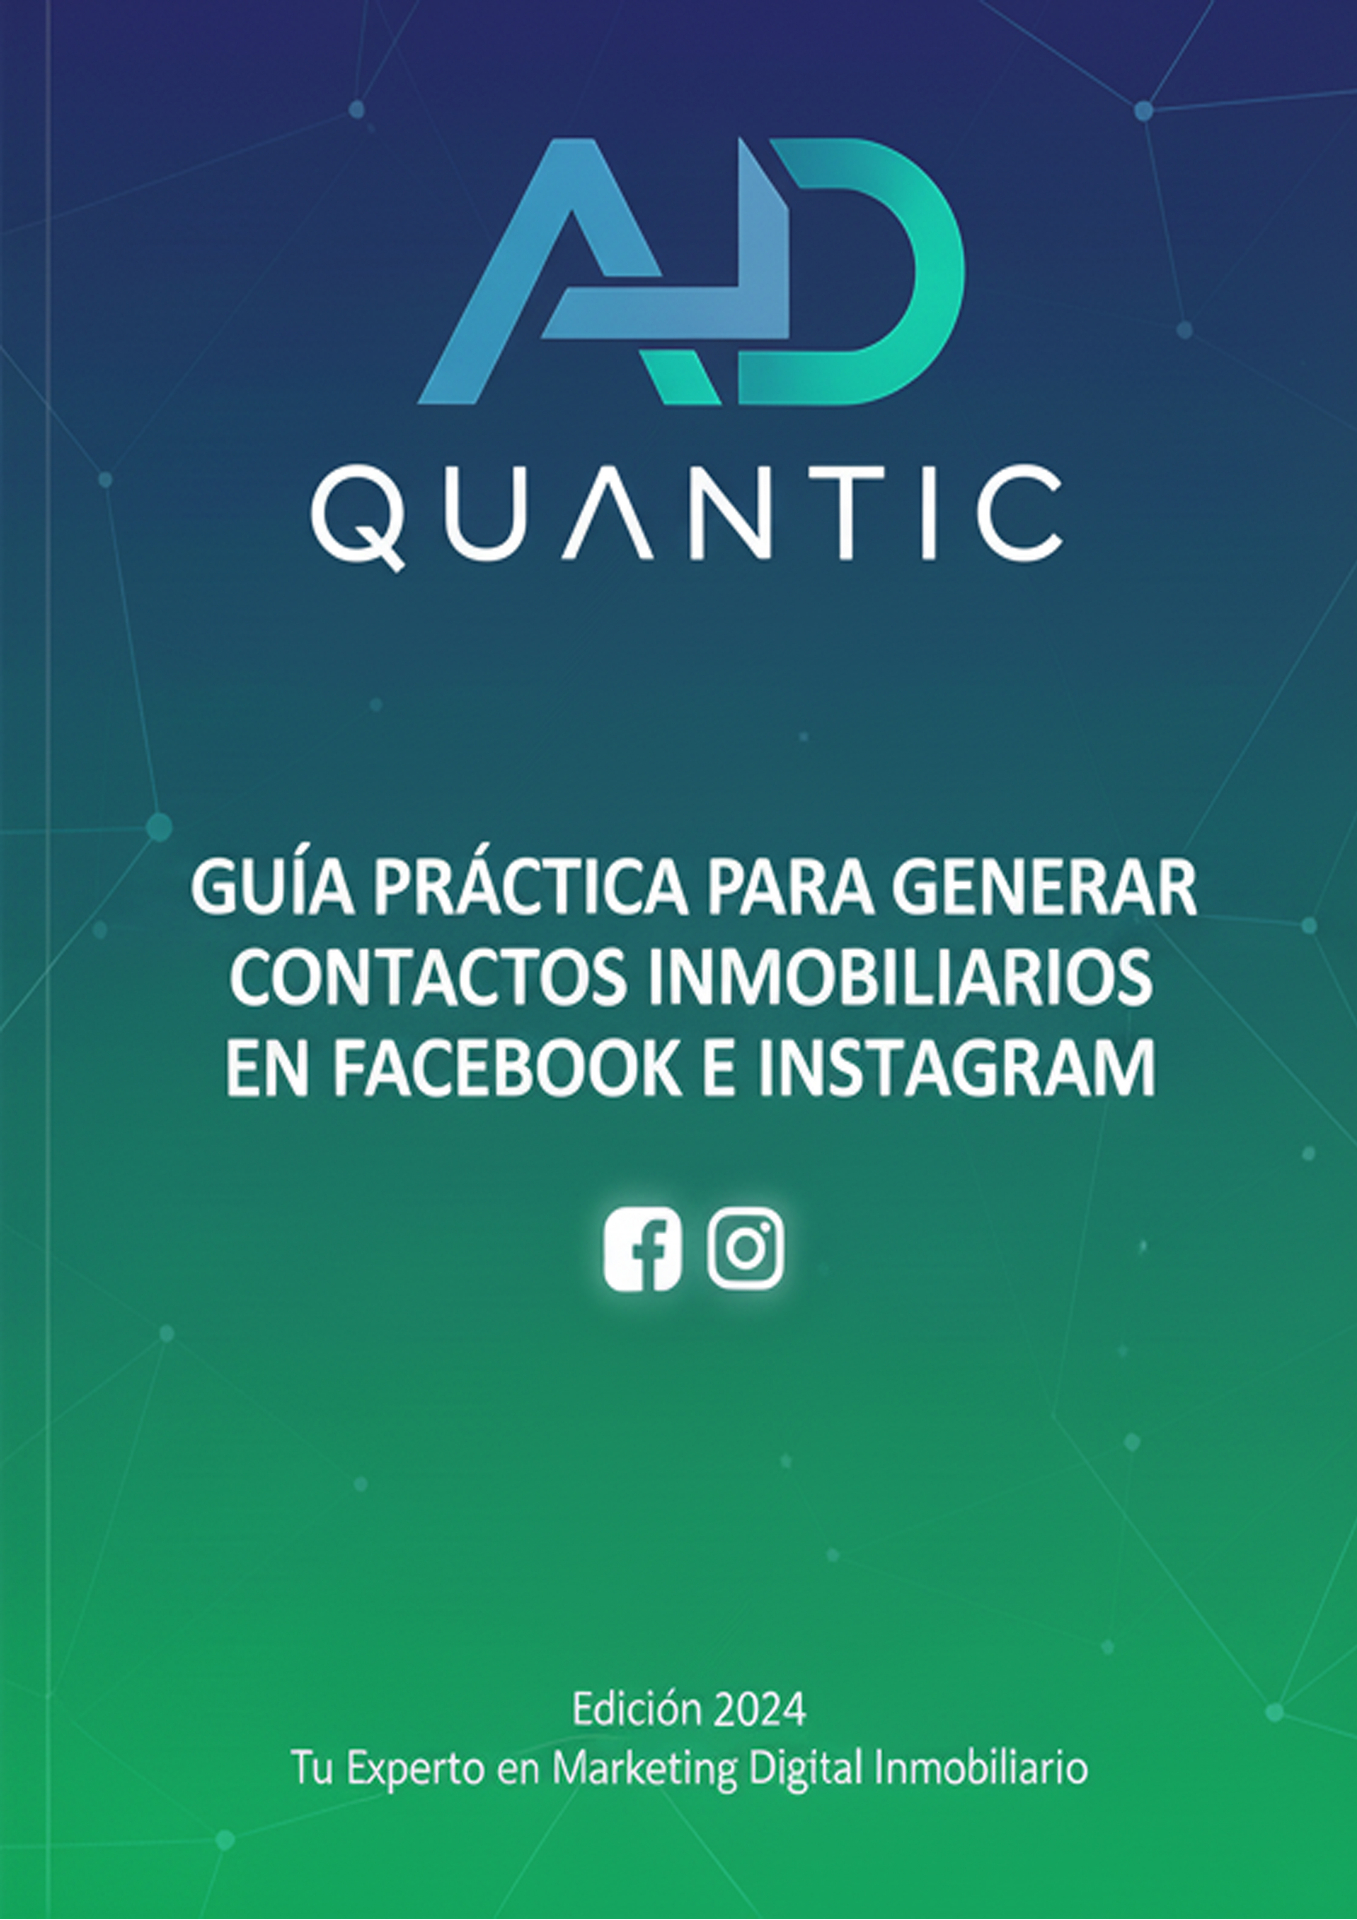 AD
QUANTIC
GUÍA PRÁCTICA PARA GENERAR
CONTACTOS INMOBILIARIOS
EN FACEBOOK E INSTAGRAM
Edición 2024
Tu Experto en Marketing Digital Inmobiliario